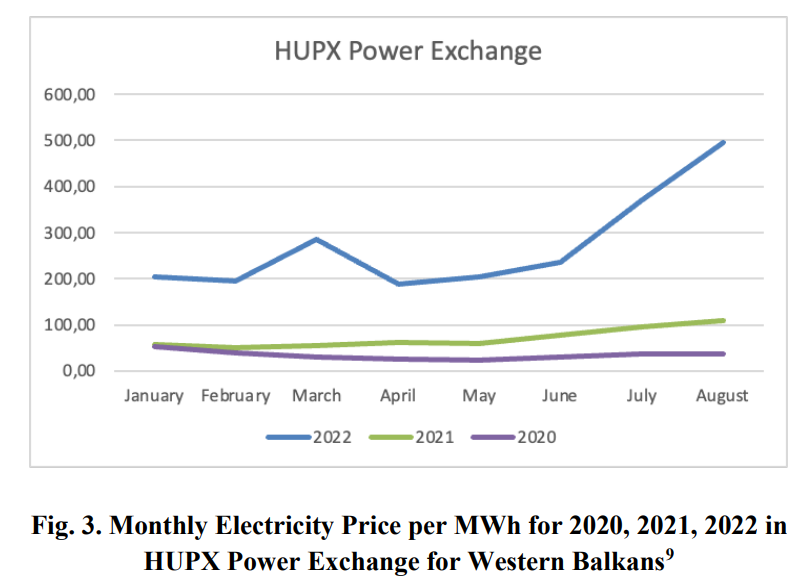 HUPX Power Exchange
600,00
500,00
400,00
300,00
200,00
100,00
0,00
January February March April May June July August
2022 2021 2020
Fig. 3. Monthly Electricity Price per MWh for 2020, 2021, 2022 in
HUPX Power Exchange for Western Balkans⁹